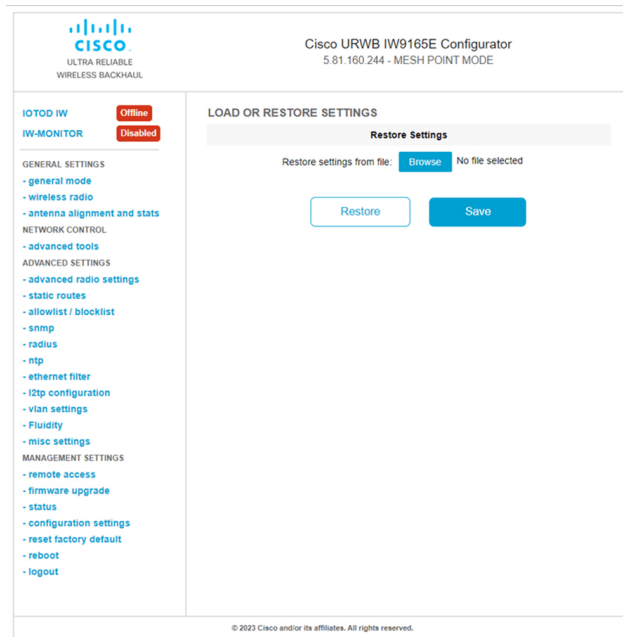 CISCO
ULTRA RELIABLE
WIRELESS BACKHAUL
Cisco URWB IW9165E Configurator
5.81.160.244 - MESH POINT MODE
IOTOD IW Offline
IW-MONITOR Disabled
GENERAL SETTINGS
- general mode
- wireless radio
- antenna alignment and stats
NETWORK CONTROL
- advanced tools
ADVANCED SETTINGS
- advanced radio settings
- static routes
- allowlist / blocklist
- snmp
- radius
- ntp
- ethernet filter
- l2tp configuration
- vlan settings
- Fluidity
- misc settings
MANAGEMENT SETTINGS
- remote access
- firmware upgrade
- status
- configuration settings
- reset factory default
- reboot
- logout
LOAD OR RESTORE SETTINGS
Restore Settings
Restore settings from file: Browse No file selected
Restore Save
© 2023 Cisco and/or its affiliates. All rights reserved.